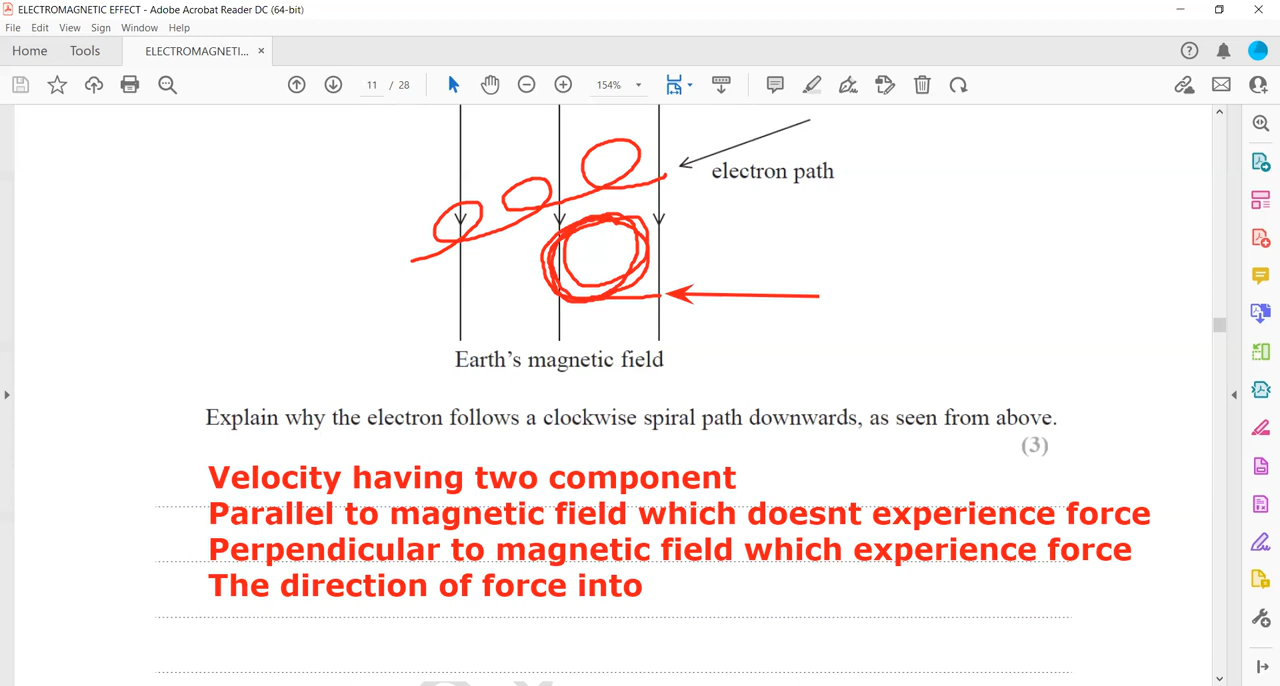 ELECTROMAGNETIC EFFECT - Adobe Acrobat Reader DC (64-bit)
File Edit View Sign Window Help
Home Tools ELECTROMAGNETI... ×
11 / 28 154%
electron path
Earth's magnetic field
Explain why the electron follows a clockwise spiral path downwards, as seen from above.
(3)
Velocity having two component
Parallel to magnetic field which doesnt experience force
Perpendicular to magnetic field which experience force
The direction of force into